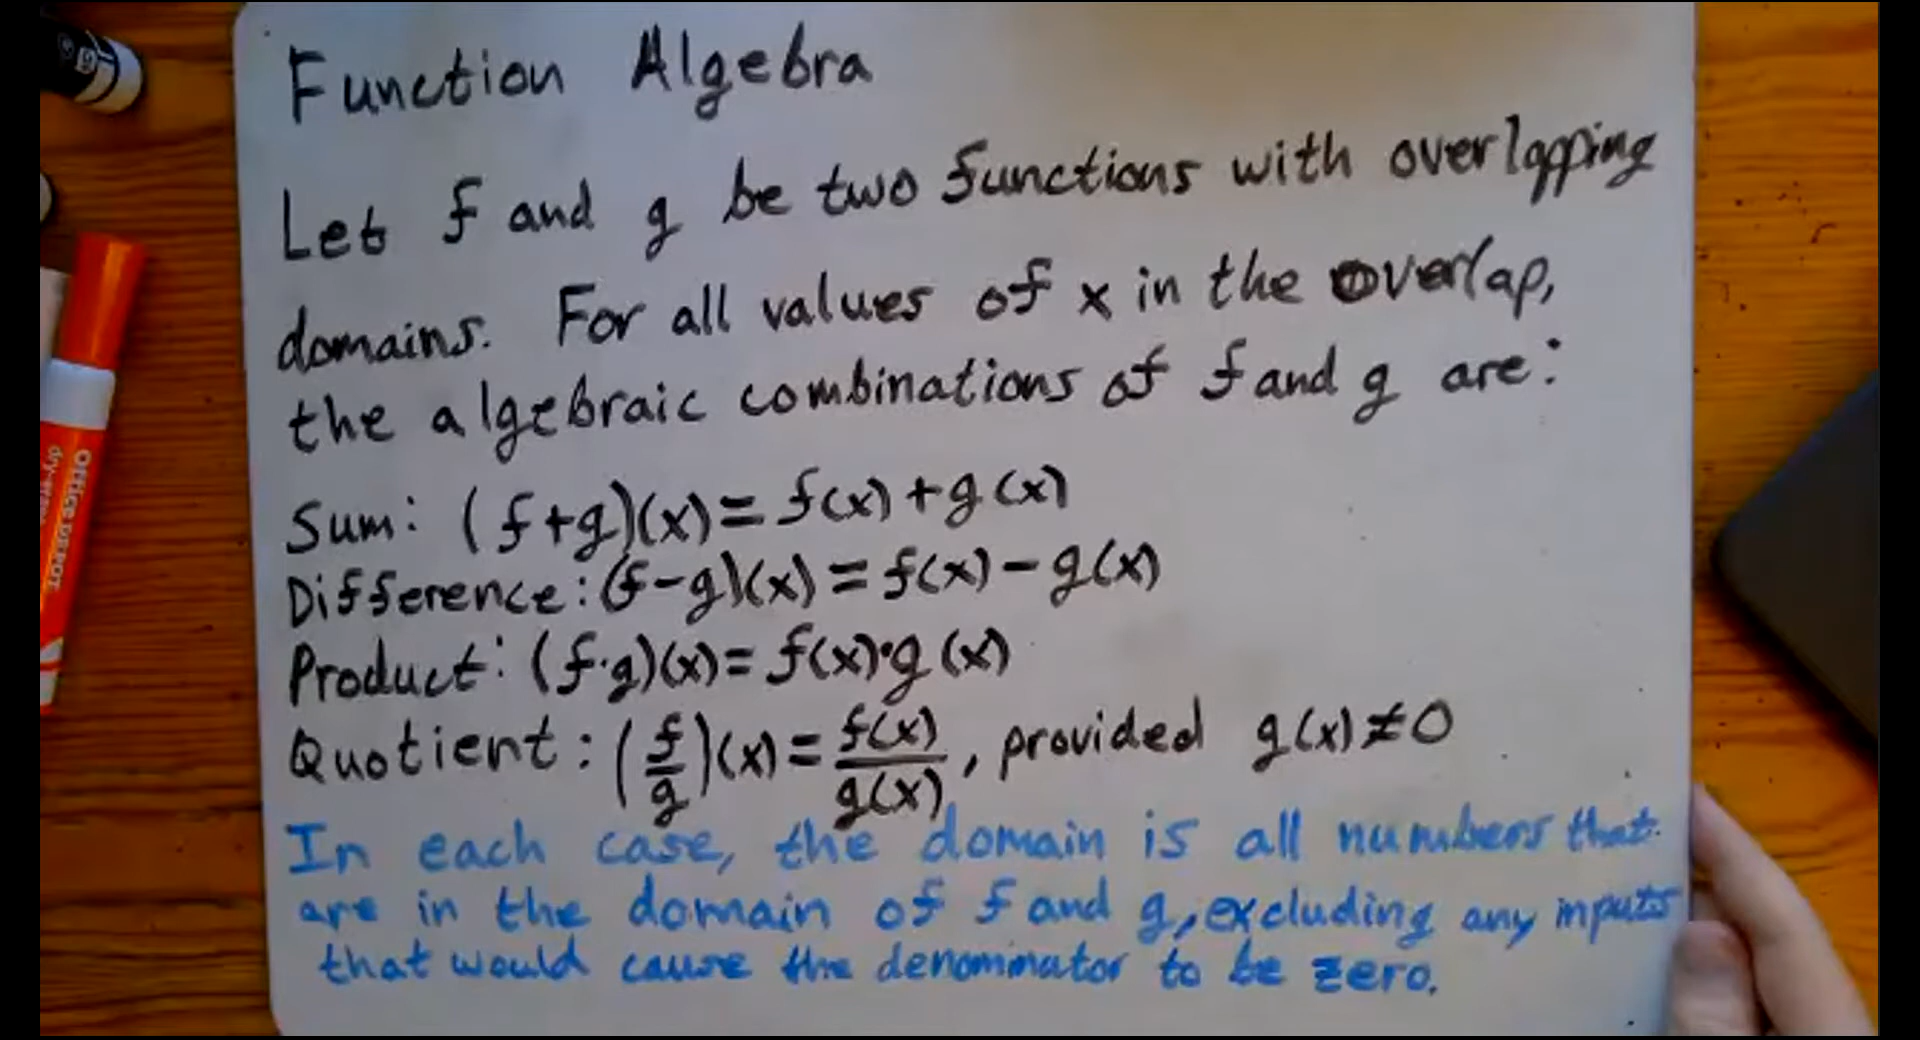 Function Algebra
Let f and g be two functions with overlapping
domains. For all values of x in the overlap,
the algebraic combinations of f and g are:
Sum: (f+g)(x) = f(x) + g(x)
Difference: (f-g)(x) = f(x) - g(x)
Product: (f·g)(x) = f(x)·g(x)
Quotient: (f/g)(x) = f(x)/g(x), provided g(x) ≠ 0
In each case, the domain is all numbers that
are in the domain of f and g, excluding any inputs
that would cause the denominator to be zero.
Office DEPOT